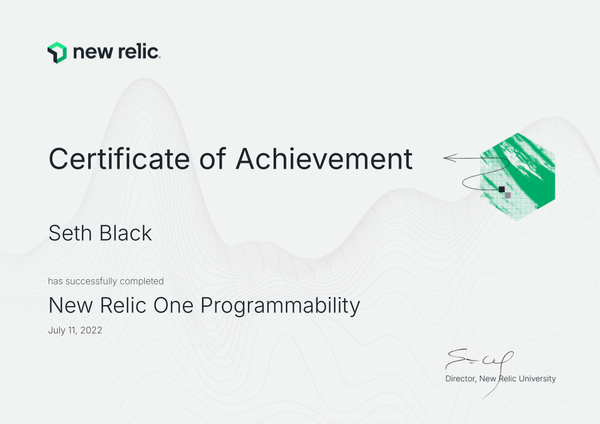 new relic.
Certificate of Achievement
Seth Black
has successfully completed
New Relic One Programmability
July 11, 2022
Director, New Relic University